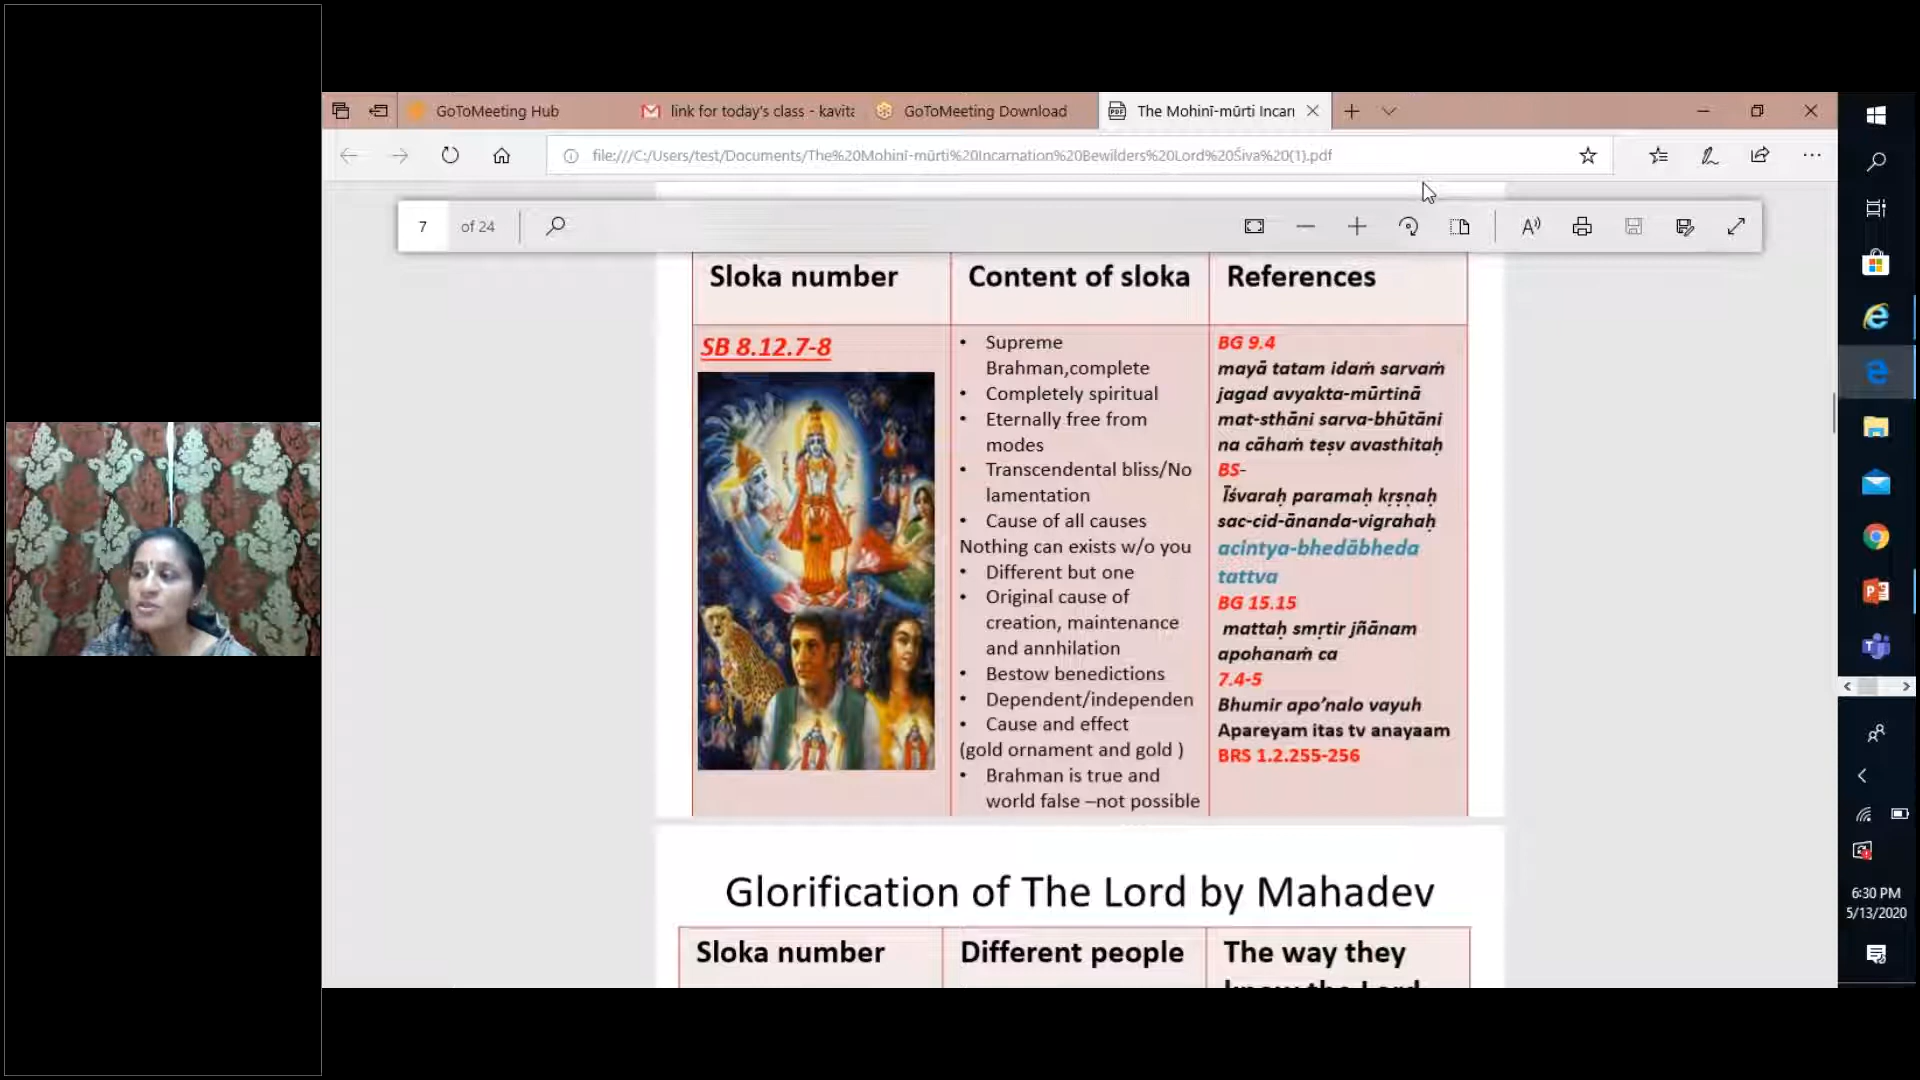 GoToMeeting Hub
link for today's class - kavita
GoToMeeting Download
The Mohinī-mūrti Incarn
file:///C:/Users/test/Documents/The%20Mohinī-mūrti%20Incarnation%20Bewilders%20Lord%20Śiva%20(1).pdf
7 of 24
Sloka number
Content of sloka
References
SB 8.12.7-8
• Supreme
Brahman,complete
• Completely spiritual
• Eternally free from
modes
• Transcendental bliss/No
lamentation
• Cause of all causes
Nothing can exists w/o you
• Different but one
• Original cause of
creation, maintenance
and annhilation
• Bestow benedictions
• Dependent/independen
• Cause and effect
(gold ornament and gold )
• Brahman is true and
world false –not possible
BG 9.4
mayā tatam idaṁ sarvaṁ
jagad avyakta-mūrtinā
mat-sthāni sarva-bhūtāni
na cāhaṁ teṣv avasthitaḥ
BS-
Īśvaraḥ paramaḥ kṛṣṇaḥ
sac-cid-ānanda-vigrahaḥ
acintya-bhedābheda
tattva
BG 15.15
mattaḥ smṛtir jñānam
apohanaṁ ca
7.4-5
Bhumir apo’nalo vayuh
Apareyam itas tv anayaam
BRS 1.2.255-256
Glorification of The Lord by Mahadev
Sloka number
Different people
The way they
know the Lord
6:30 PM
5/13/2020